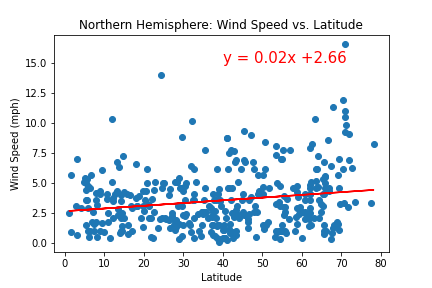 Northern Hemisphere: Wind Speed vs. Latitude
y = 0.02x +2.66
Wind Speed (mph)
15.0
12.5
10.0
7.5
5.0
2.5
0.0
0 10 20 30 40 50 60 70 80
Latitude